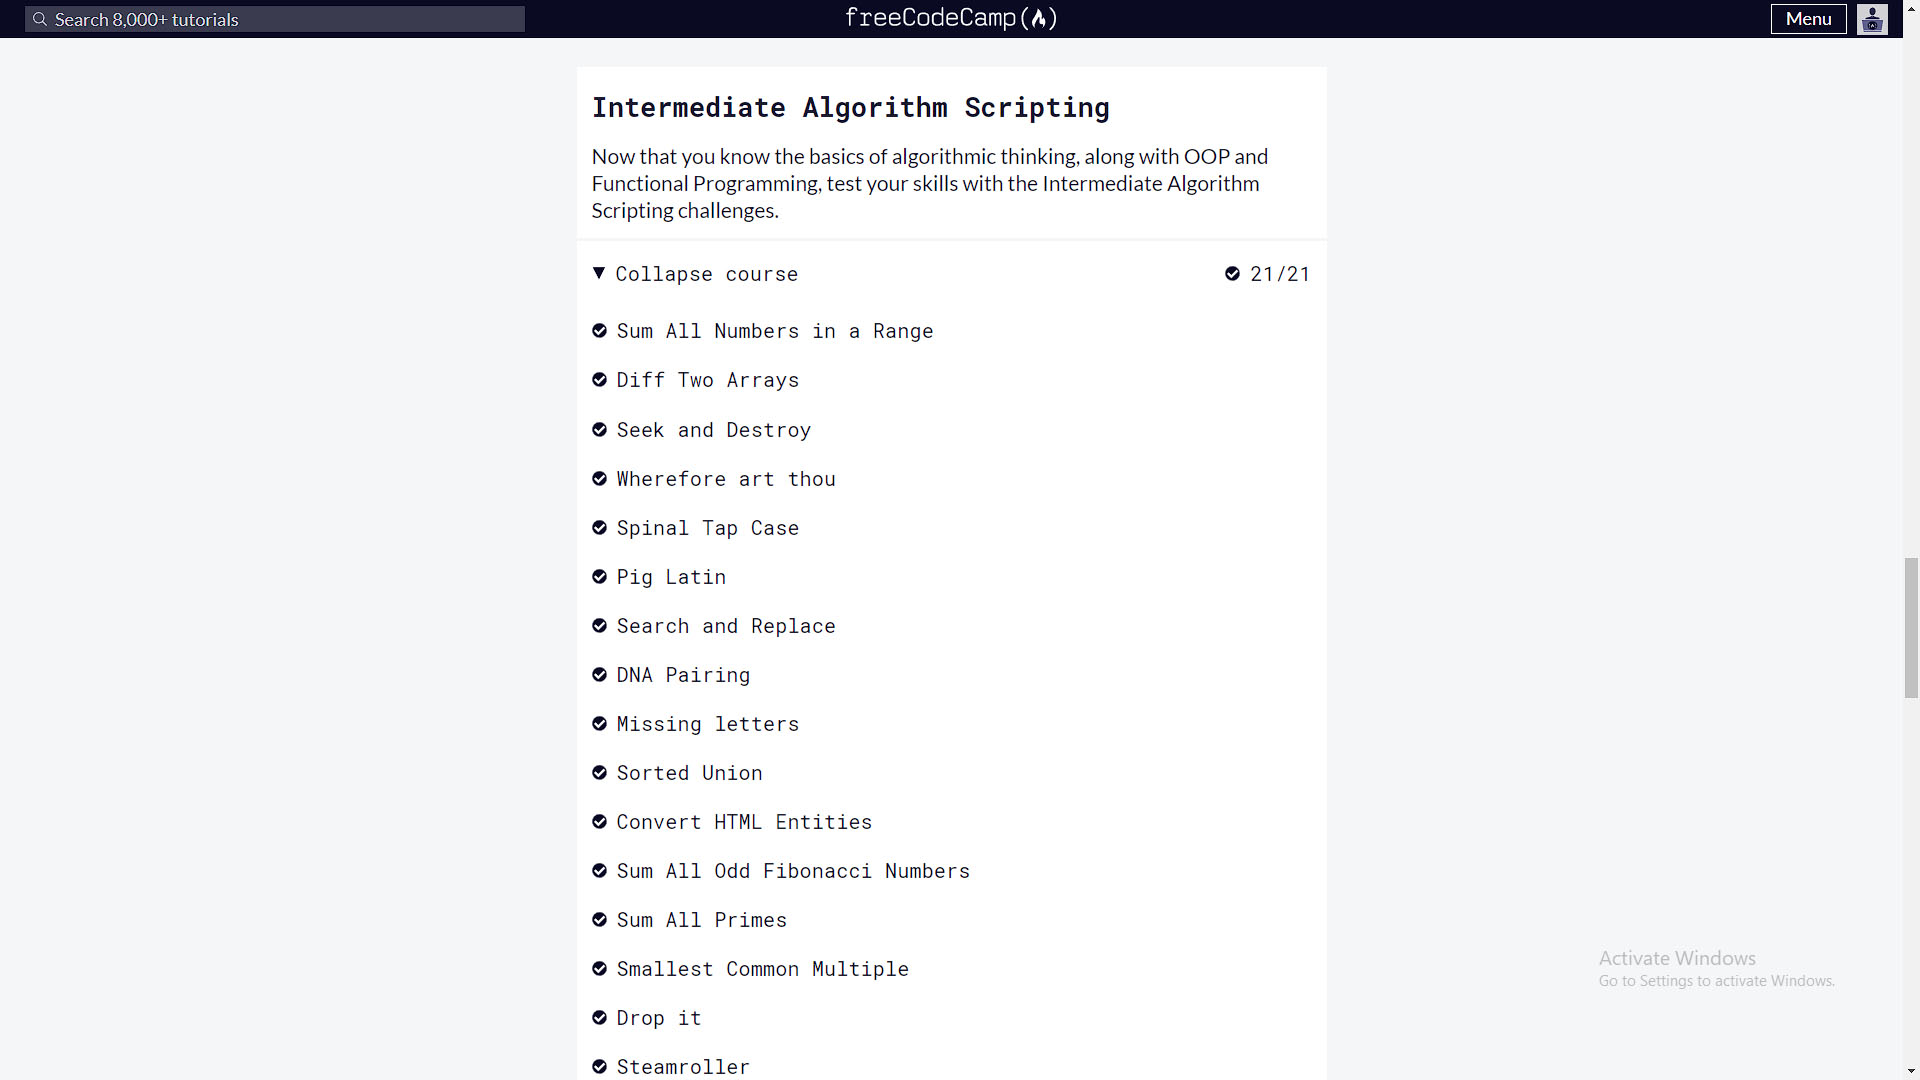 Search 8,000+ tutorials
freeCodeCamp(🔥)
Menu
Intermediate Algorithm Scripting
Now that you know the basics of algorithmic thinking, along with OOP and
Functional Programming, test your skills with the Intermediate Algorithm
Scripting challenges.
Collapse course
21/21
Sum All Numbers in a Range
Diff Two Arrays
Seek and Destroy
Wherefore art thou
Spinal Tap Case
Pig Latin
Search and Replace
DNA Pairing
Missing letters
Sorted Union
Convert HTML Entities
Sum All Odd Fibonacci Numbers
Sum All Primes
Smallest Common Multiple
Drop it
Steamroller
Activate Windows
Go to Settings to activate Windows.